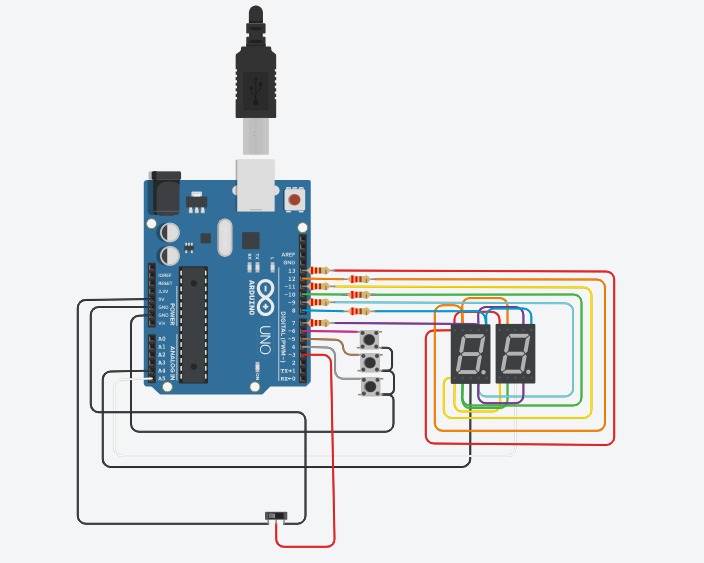 AREF
GND
13
12
~11
~10
~9
8
7
~6
~5
4
~3
2
TX→1
RX←0
DIGITAL (PWM~)
IOREF
RESET
3.3V
5V
GND
GND
Vin
POWER
A0
A1
A2
A3
A4
A5
ANALOG IN
RX
TX
L
ARDUINO
UNO
ON